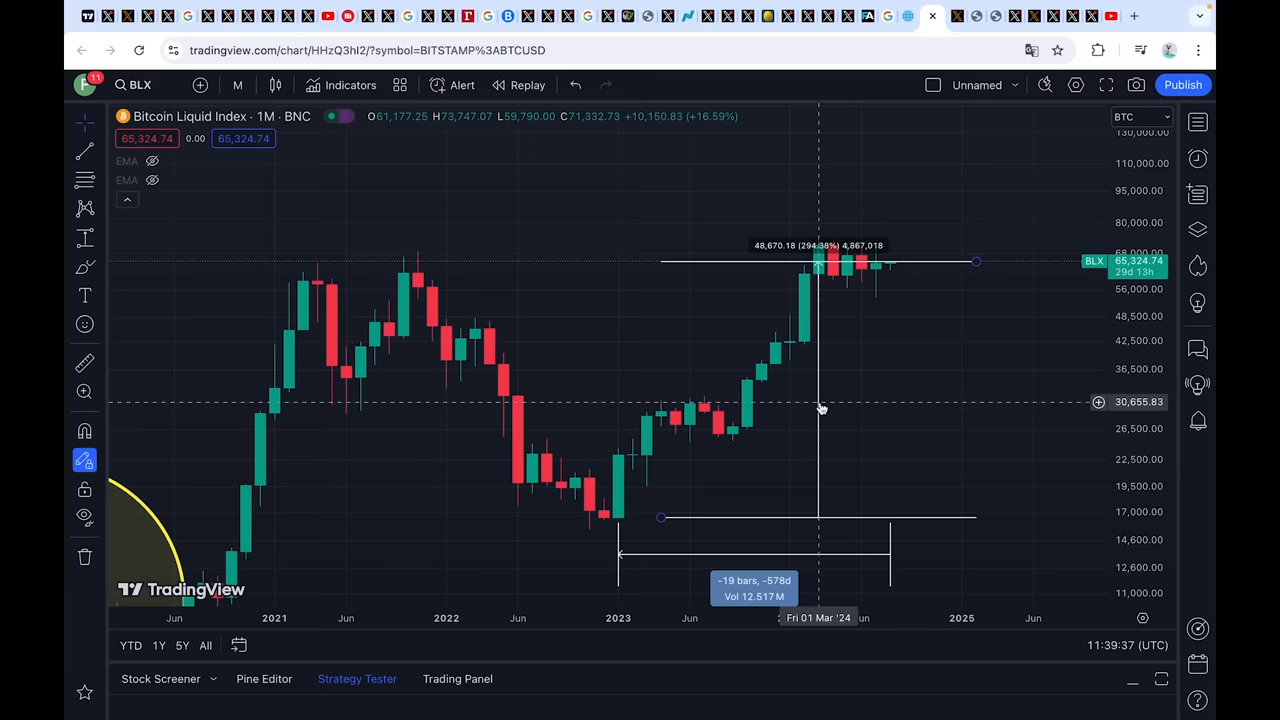 tradingview.com/chart/HHzQ3hI2/?symbol=BITSTAMP%3ABTCUSD
11
BLX
M
Indicators
Alert
Replay
Unnamed
Publish
Bitcoin Liquid Index · 1M · BNC
O61,177.25 H73,747.07 L59,790.00 C71,332.73 +10,150.83 (+16.59%)
BTC
65,324.74
0.00
65,324.74
EMA
EMA
130,000.00
110,000.00
95,000.00
80,000.00
48,670.18 (294.38%) 4,867,018
BLX
65,324.74
29d 13h
56,000.00
48,500.00
42,500.00
36,500.00
30,655.83
26,500.00
22,500.00
19,500.00
17,000.00
14,600.00
12,600.00
11,000.00
-19 bars, -578d
Vol 12.517 M
TradingView
Jun
2021
Jun
2022
Jun
2023
Jun
Fri 01 Mar '24
2025
Jun
YTD
1Y
5Y
All
11:39:37 (UTC)
Stock Screener
Pine Editor
Strategy Tester
Trading Panel